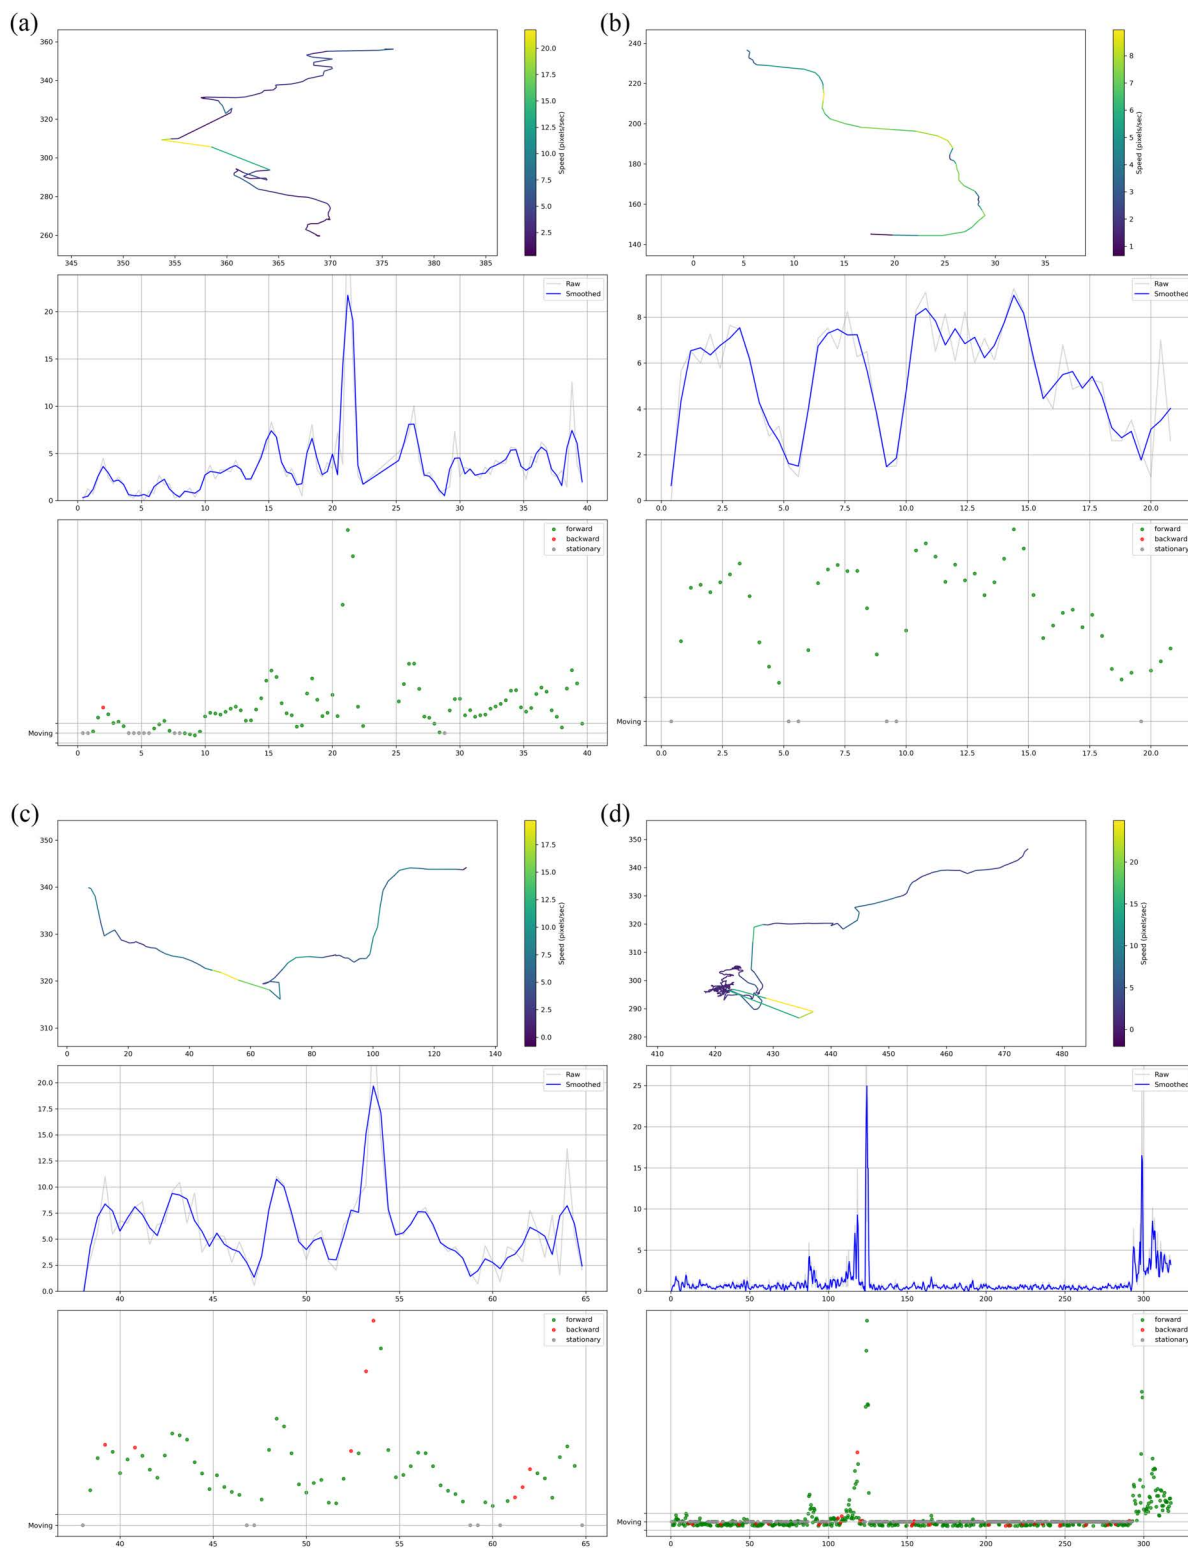 (a)
360
340
320
300
280
260
345 350 355 360 365 370 375 380 385
20.0
17.5
15.0
12.5
10.0
7.5
5.0
2.5
Speed (pixels/sec)
20
15
10
5
0
0 5 10 15 20 25 30 35 40
Raw
Smoothed
forward
backward
stationary
Moving
0 5 10 15 20 25 30 35 40
(b)
240
220
200
180
160
140
0 5 10 15 20 25 30 35
8
7
6
5
4
3
2
1
Speed (pixels/sec)
8
6
4
2
0
0.0 2.5 5.0 7.5 10.0 12.5 15.0 17.5 20.0
Raw
Smoothed
forward
backward
stationary
Moving
0.0 2.5 5.0 7.5 10.0 12.5 15.0 17.5 20.0
(c)
350
340
330
320
310
0 20 40 60 80 100 120 140
17.5
15.0
12.5
10.0
7.5
5.0
2.5
0.0
Speed (pixels/sec)
20.0
17.5
15.0
12.5
10.0
7.5
5.0
2.5
0.0
40 45 50 55 60 65
Raw
Smoothed
forward
backward
stationary
Moving
40 45 50 55 60 65
(d)
350
340
330
320
310
300
290
280
410 420 430 440 450 460 470 480
20
15
10
5
0
Speed (pixels/sec)
25
20
15
10
5
0
0 50 100 150 200 250 300
Raw
Smoothed
forward
backward
stationary
Moving
0 50 100 150 200 250 300